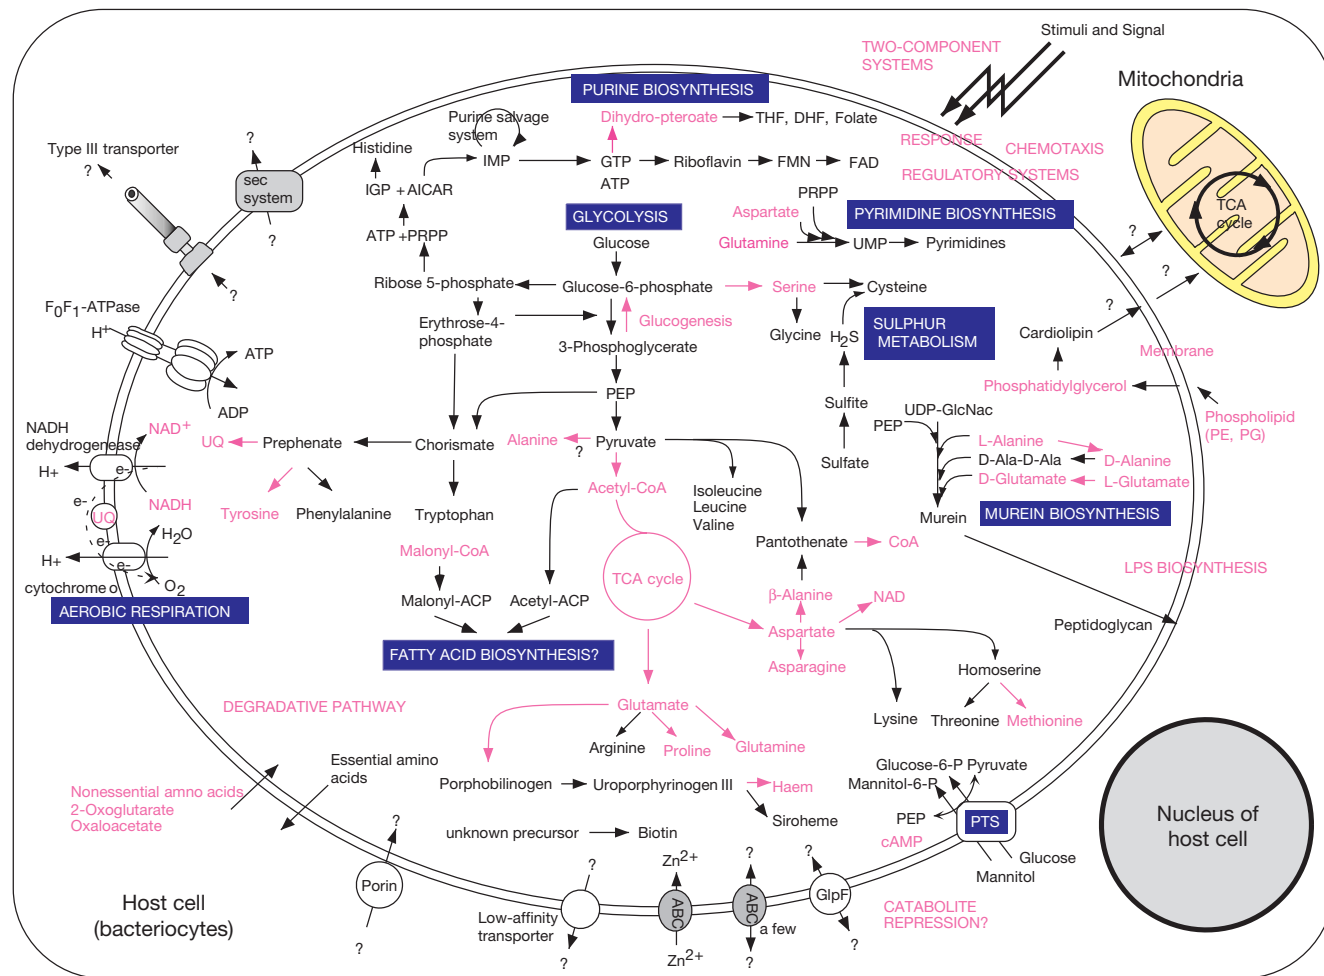 Stimuli and Signal
TWO-COMPONENT
SYSTEMS
Mitochondria
PURINE BIOSYNTHESIS
Purine salvage
system
Dihydro-pteroate
THF, DHF, Folate
RESPONSE
CHEMOTAXIS
REGULATORY SYSTEMS
Type III transporter
?
?
sec
system
?
Histidine
IMP
GTP
ATP
Riboflavin
FMN
FAD
IGP + AICAR
ATP +PRPP
GLYCOLYSIS
PRPP
Aspartate
PYRIMIDINE BIOSYNTHESIS
Glutamine
UMP
Pyrimidines
TCA
cycle
?
?
?
?
Glucose
Ribose 5-phosphate
Glucose-6-phosphate
Serine
Cysteine
F0F1-ATPase
H+
ATP
ADP
Erythrose-4-
phosphate
Glucogenesis
3-Phosphoglycerate
Glycine
H2S
SULPHUR
METABOLISM
Cardiolipin
Membrane
Phosphatidylglycerol
Phospholipid
(PE, PG)
PEP
Sulfite
Sulfate
UDP-GlcNac
PEP
L-Alanine
D-Ala-D-Ala
D-Alanine
D-Glutamate
L-Glutamate
Murein
MUREIN BIOSYNTHESIS
NADH
dehydrogenease
NAD+
UQ
Prephenate
Chorismate
Alanine
?
Pyruvate
H+
e-
NADH
Tyrosine
Phenylalanine
Tryptophan
Acetyl-CoA
Isoleucine
Leucine
Valine
e-
UQ
e-
H2O
H+
e-
cytochrome o
O2
AEROBIC RESPIRATION
Malonyl-CoA
Malonyl-ACP
Acetyl-ACP
TCA cycle
Pantothenate
CoA
β-Alanine
NAD
Aspartate
Asparagine
LPS BIOSYNTHESIS
Peptidoglycan
FATTY ACID BIOSYNTHESIS?
Homoserine
Lysine
Threonine
Methionine
DEGRADATIVE PATHWAY
Glutamate
Arginine
Proline
Glutamine
Essential amino
acids
Nonessential amno acids
2-Oxoglutarate
Oxaloacetate
Porphobilinogen
Uroporphyrinogen III
Haem
Siroheme
unknown precursor
Biotin
Glucose-6-P
Pyruvate
Mannitol-6-P
PEP
PTS
cAMP
Glucose
Mannitol
Nucleus of
host cell
?
Porin
?
Host cell
(bacteriocytes)
?
Low-affinity
transporter
?
Zn2+
ABC
Zn2+
?
ABC
a few
?
?
GlpF
?
CATABOLITE
REPRESSION?